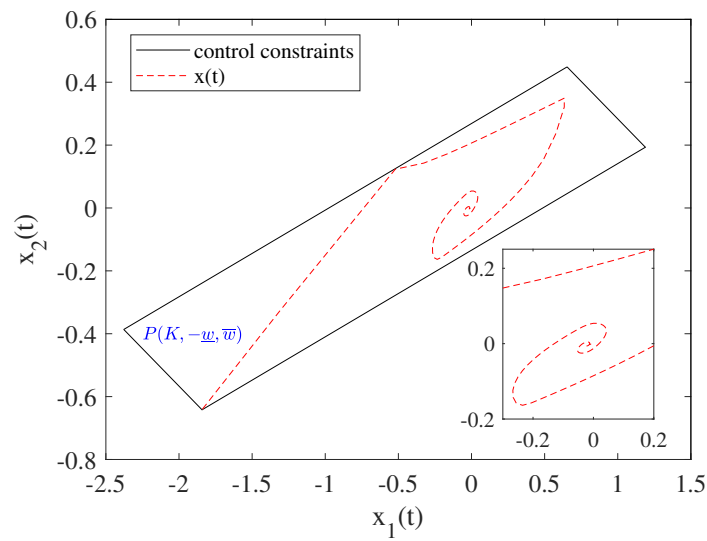 x_2(t)
0.6
0.4
0.2
0
-0.2
-0.4
-0.6
-0.8
control constraints
x(t)
P(K, −w̲, w̅)
0.2
0
-0.2
-0.2 0 0.2
-2.5 -2 -1.5 -1 -0.5 0 0.5 1 1.5
x_1(t)